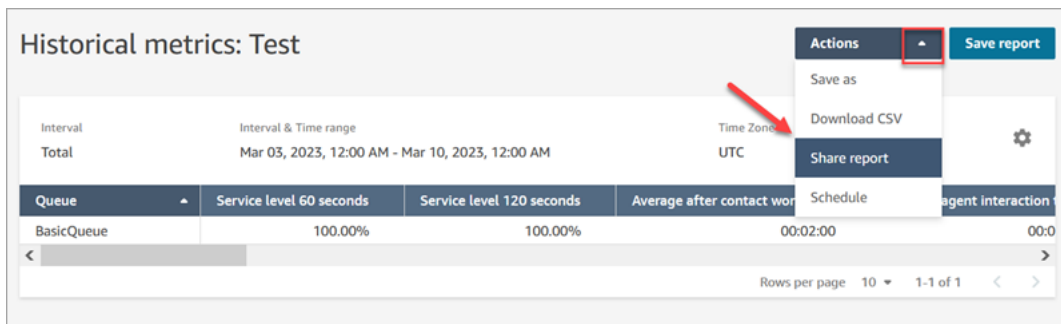 Historical metrics: Test
Actions
Save report
Save as
Download CSV
Share report
Schedule
Interval
Interval & Time range
Time Zone
Total
Mar 03, 2023, 12:00 AM - Mar 10, 2023, 12:00 AM
UTC
Queue Service level 60 seconds Service level 120 seconds Average after contact wor agent interaction t
BasicQueue 100.00% 100.00% 00:02:00 00:0
Rows per page 10 1-1 of 1